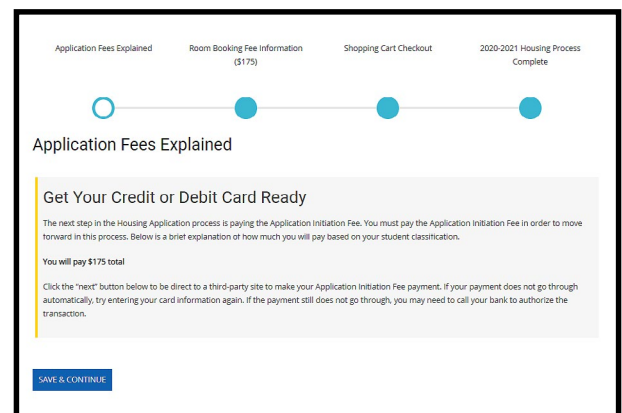 Application Fees Explained
Room Booking Fee Information
($175)
Shopping Cart Checkout
2020-2021 Housing Process
Complete
Application Fees Explained
Get Your Credit or Debit Card Ready
The next step in the Housing Application process is paying the Application Initiation Fee. You must pay the Application Initiation Fee in order to move
forward in this process. Below is a brief explanation of how much you will pay based on your student classification.
You will pay $175 total
Click the "next" button below to be direct to a third-party site to make your Application Initiation Fee payment. If your payment does not go through
automatically, try entering your card information again. If the payment still does not go through, you may need to call your bank to authorize the
transaction.
SAVE & CONTINUE